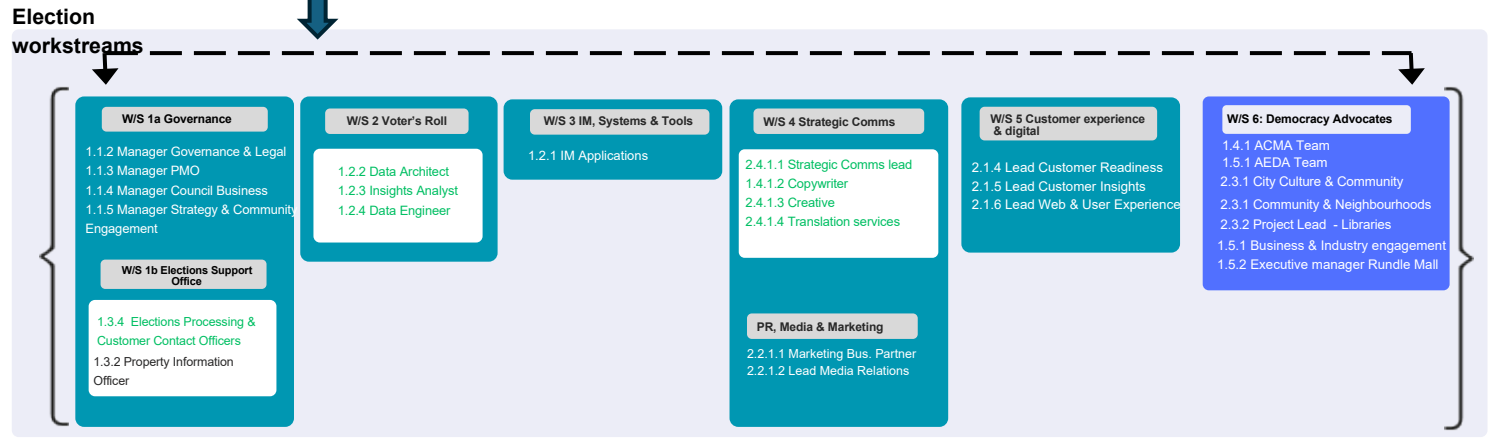 Election
workstreams
W/S 1a Governance
1.1.2 Manager Governance & Legal
1.1.3 Manager PMO
1.1.4 Manager Council Business
1.1.5 Manager Strategy & Community
Engagement
W/S 1b Elections Support
Office
1.3.4 Elections Processing &
Customer Contact Officers
1.3.2 Property Information
Officer
W/S 2 Voter's Roll
1.2.2 Data Architect
1.2.3 Insights Analyst
1.2.4 Data Engineer
W/S 3 IM, Systems & Tools
1.2.1 IM Applications
W/S 4 Strategic Comms
2.4.1.1 Strategic Comms lead
1.4.1.2 Copywriter
2.4.1.3 Creative
2.4.1.4 Translation services
PR, Media & Marketing
2.2.1.1 Marketing Bus. Partner
2.2.1.2 Lead Media Relations
W/S 5 Customer experience
& digital
2.1.4 Lead Customer Readiness
2.1.5 Lead Customer Insights
2.1.6 Lead Web & User Experience
W/S 6: Democracy Advocates
1.4.1 ACMA Team
1.5.1 AEDA Team
2.3.1 City Culture & Community
2.3.1 Community & Neighbourhoods
2.3.2 Project Lead - Libraries
1.5.1 Business & Industry engagement
1.5.2 Executive manager Rundle Mall